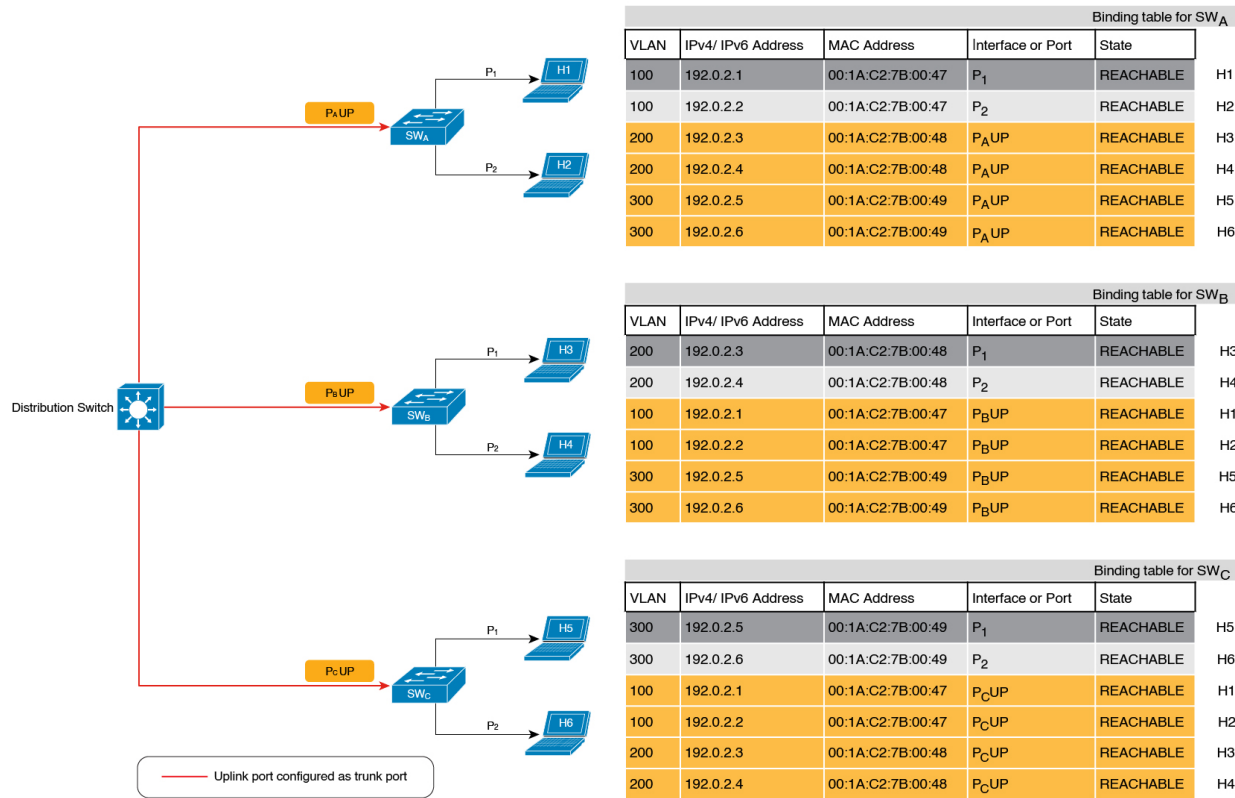 Distribution Switch
PAUP
SWA
P1
H1
P2
H2
PBUP
SWB
P1
H3
P2
H4
PCUP
SWC
P1
H5
P2
H6
Uplink port configured as trunk port
Binding table for SWA
VLAN IPv4/ IPv6 Address MAC Address Interface or Port State
100 192.0.2.1 00:1A:C2:7B:00:47 P1 REACHABLE H1
100 192.0.2.2 00:1A:C2:7B:00:47 P2 REACHABLE H2
200 192.0.2.3 00:1A:C2:7B:00:48 PAUP REACHABLE H3
200 192.0.2.4 00:1A:C2:7B:00:48 PAUP REACHABLE H4
300 192.0.2.5 00:1A:C2:7B:00:49 PAUP REACHABLE H5
300 192.0.2.6 00:1A:C2:7B:00:49 PAUP REACHABLE H6
Binding table for SWB
VLAN IPv4/ IPv6 Address MAC Address Interface or Port State
200 192.0.2.3 00:1A:C2:7B:00:48 P1 REACHABLE H3
200 192.0.2.4 00:1A:C2:7B:00:48 P2 REACHABLE H4
100 192.0.2.1 00:1A:C2:7B:00:47 PBUP REACHABLE H1
100 192.0.2.2 00:1A:C2:7B:00:47 PBUP REACHABLE H2
300 192.0.2.5 00:1A:C2:7B:00:49 PBUP REACHABLE H5
300 192.0.2.6 00:1A:C2:7B:00:49 PBUP REACHABLE H6
Binding table for SWC
VLAN IPv4/ IPv6 Address MAC Address Interface or Port State
300 192.0.2.5 00:1A:C2:7B:00:49 P1 REACHABLE H5
300 192.0.2.6 00:1A:C2:7B:00:49 P2 REACHABLE H6
100 192.0.2.1 00:1A:C2:7B:00:47 PCUP REACHABLE H1
100 192.0.2.2 00:1A:C2:7B:00:47 PCUP REACHABLE H2
200 192.0.2.3 00:1A:C2:7B:00:48 PCUP REACHABLE H3
200 192.0.2.4 00:1A:C2:7B:00:48 PCUP REACHABLE H4